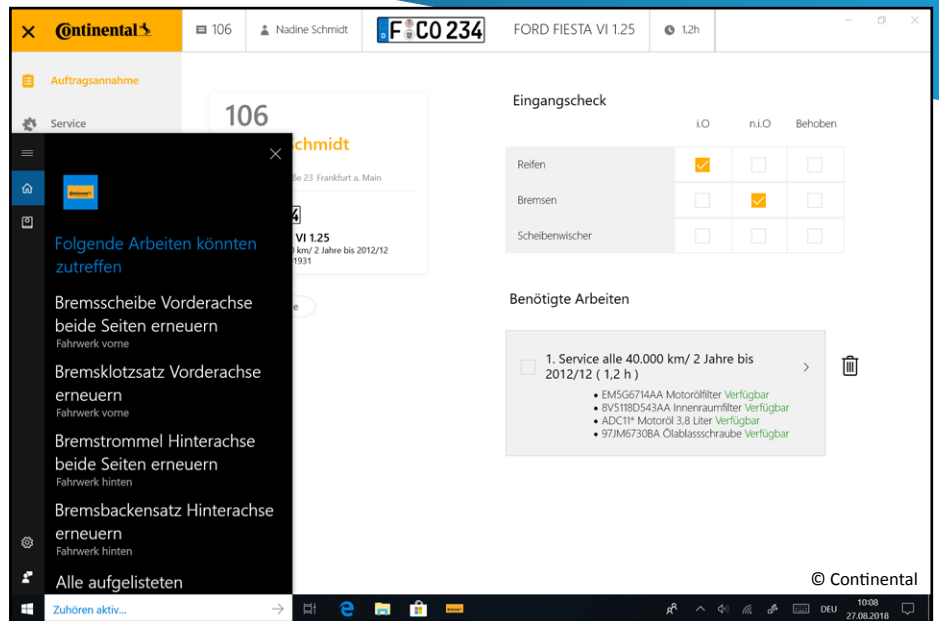 Continental
106
Nadine Schmidt
F CO 234
FORD FIESTA VI 1.25
1,2h
Auftragsannahme
Service
106
chmidt
ße 23 Frankfurt a. Main
4
VI 1.25
km/ 2 Jahre bis 2012/12
1931
e
Eingangscheck
i.O n.i.O Behoben
Reifen
Bremsen
Scheibenwischer
Benötigte Arbeiten
1. Service alle 40.000 km/ 2 Jahre bis
2012/12 ( 1,2 h )
• EM5G6714AA Motorölfilter Verfügbar
• 8V5118D543AA Innenraumfilter Verfügbar
• ADC11* Motoröl 3,8 Liter Verfügbar
• 97JM6730BA Ölablassschraube Verfügbar
Folgende Arbeiten könnten
zutreffen
Bremsscheibe Vorderachse
beide Seiten erneuern
Fahrwerk vorne
Bremsklotzsatz Vorderachse
erneuern
Fahrwerk vorne
Bremstrommel Hinterachse
beide Seiten erneuern
Fahrwerk hinten
Bremsbackensatz Hinterachse
erneuern
Fahrwerk hinten
Alle aufgelisteten
© Continental
Zuhören aktiv...
DEU
10:08
27.08.2018